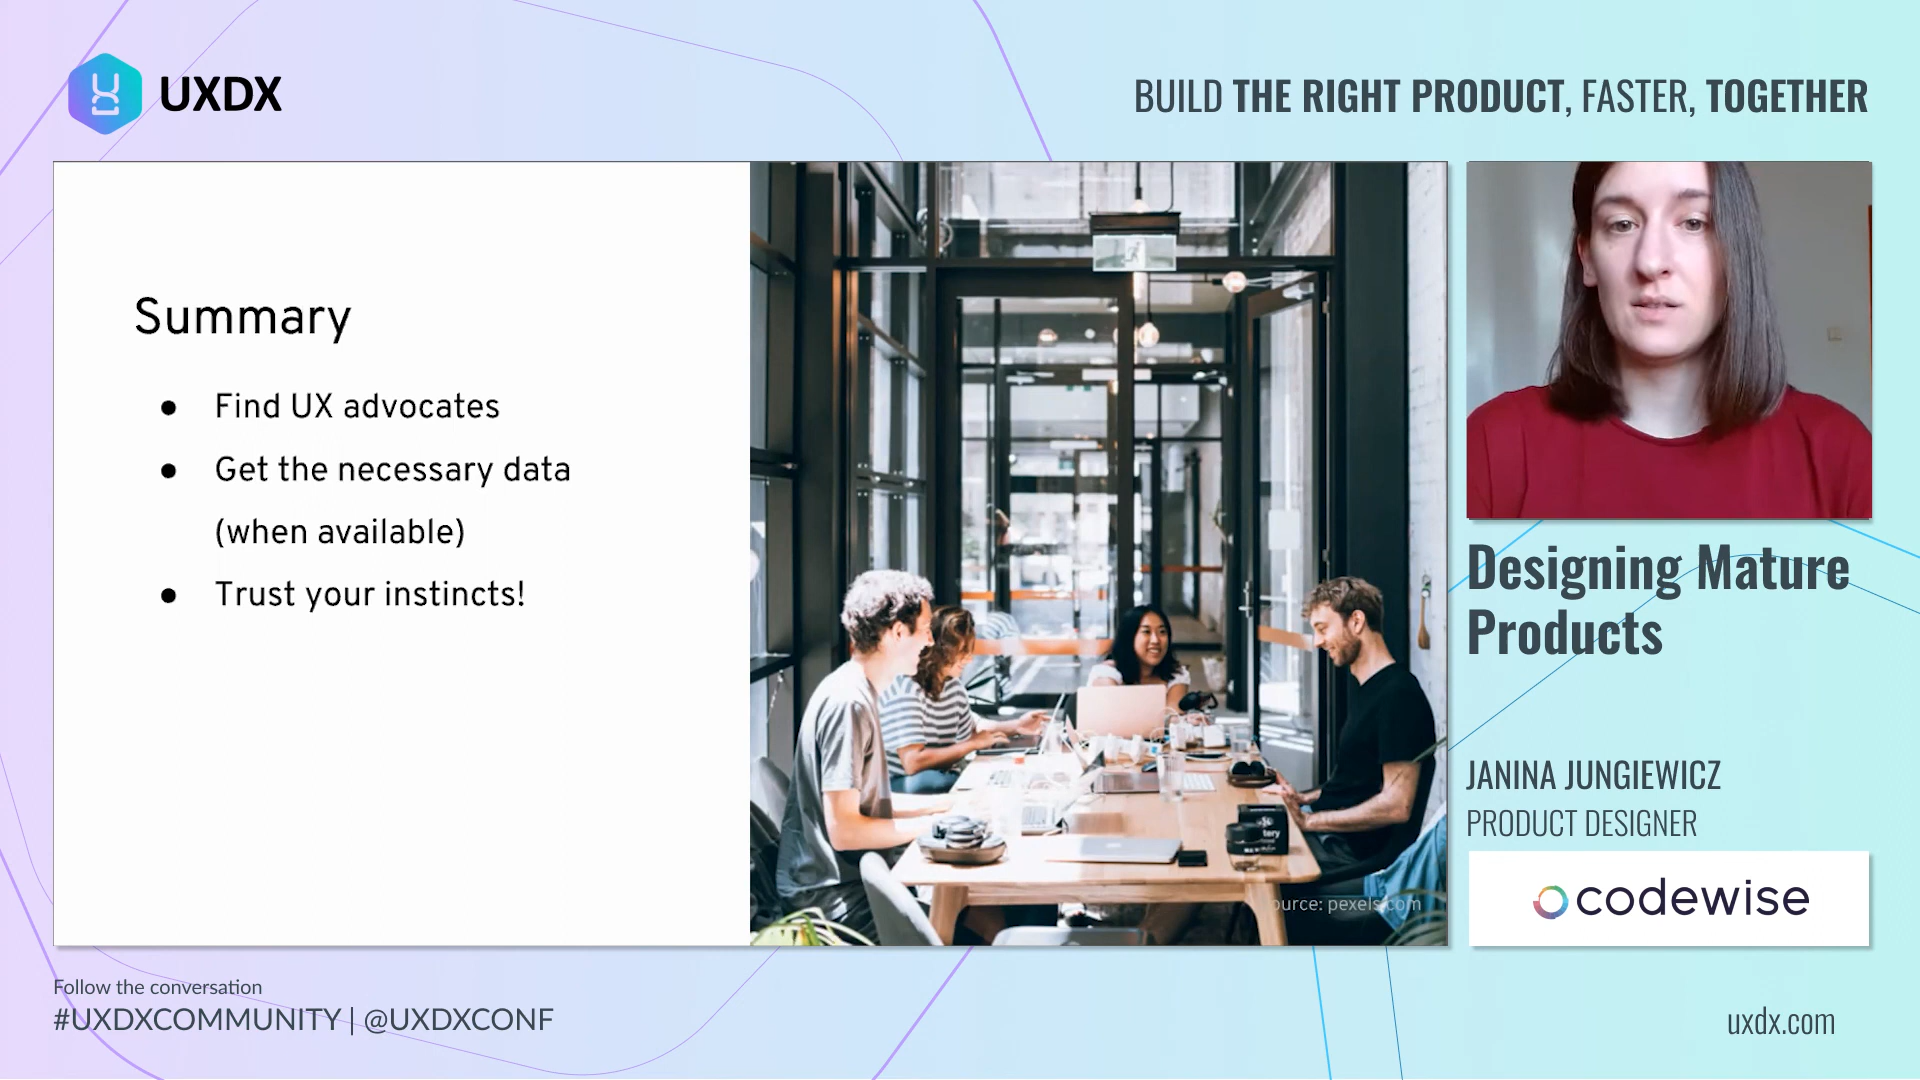 UXDX
BUILD THE RIGHT PRODUCT, FASTER, TOGETHER
Summary
● Find UX advocates
● Get the necessary data
(when available)
● Trust your instincts!
ource: pexels.com
Designing Mature
Products
JANINA JUNGIEWICZ
PRODUCT DESIGNER
codewise
Follow the conversation
#UXDXCOMMUNITY | @UXDXCONF
uxdx.com